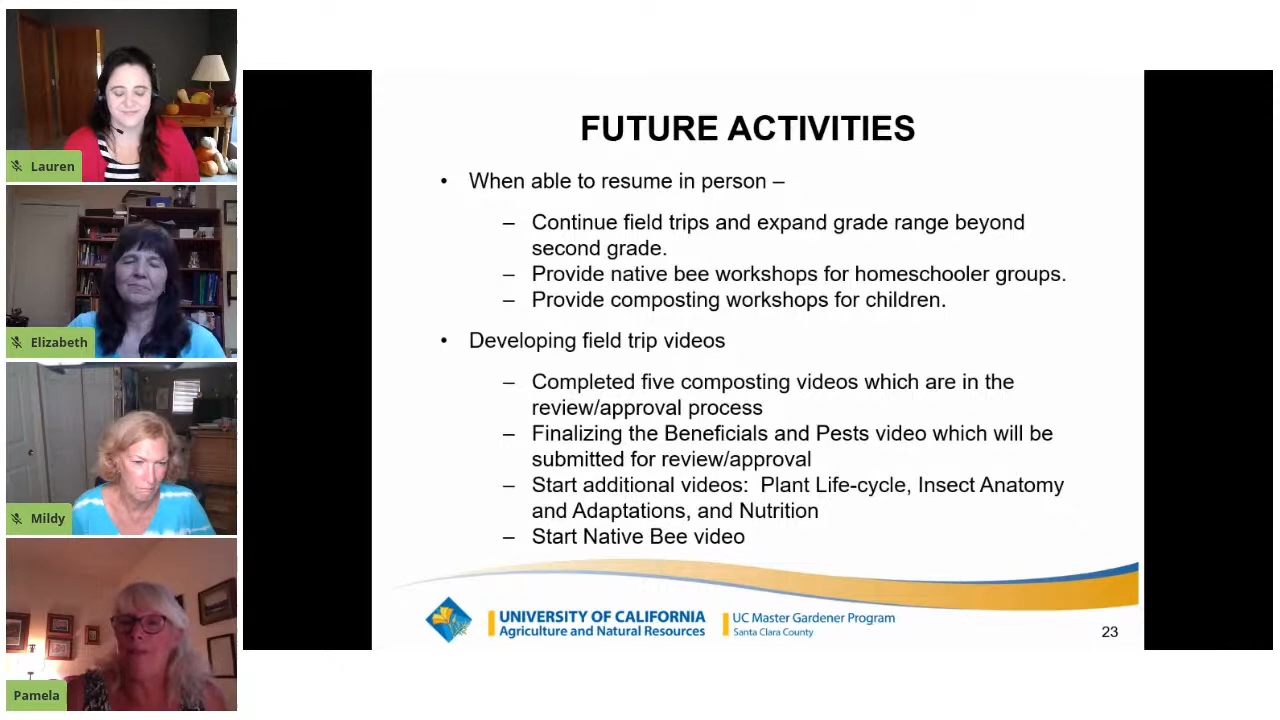 Lauren
Elizabeth
Mildy
Pamela
FUTURE ACTIVITIES
• When able to resume in person –
– Continue field trips and expand grade range beyond
second grade.
– Provide native bee workshops for homeschooler groups.
– Provide composting workshops for children.
• Developing field trip videos
– Completed five composting videos which are in the
review/approval process
– Finalizing the Beneficials and Pests video which will be
submitted for review/approval
– Start additional videos: Plant Life-cycle, Insect Anatomy
and Adaptations, and Nutrition
– Start Native Bee video
UNIVERSITY OF CALIFORNIA
Agriculture and Natural Resources
UC Master Gardener Program
Santa Clara County
23